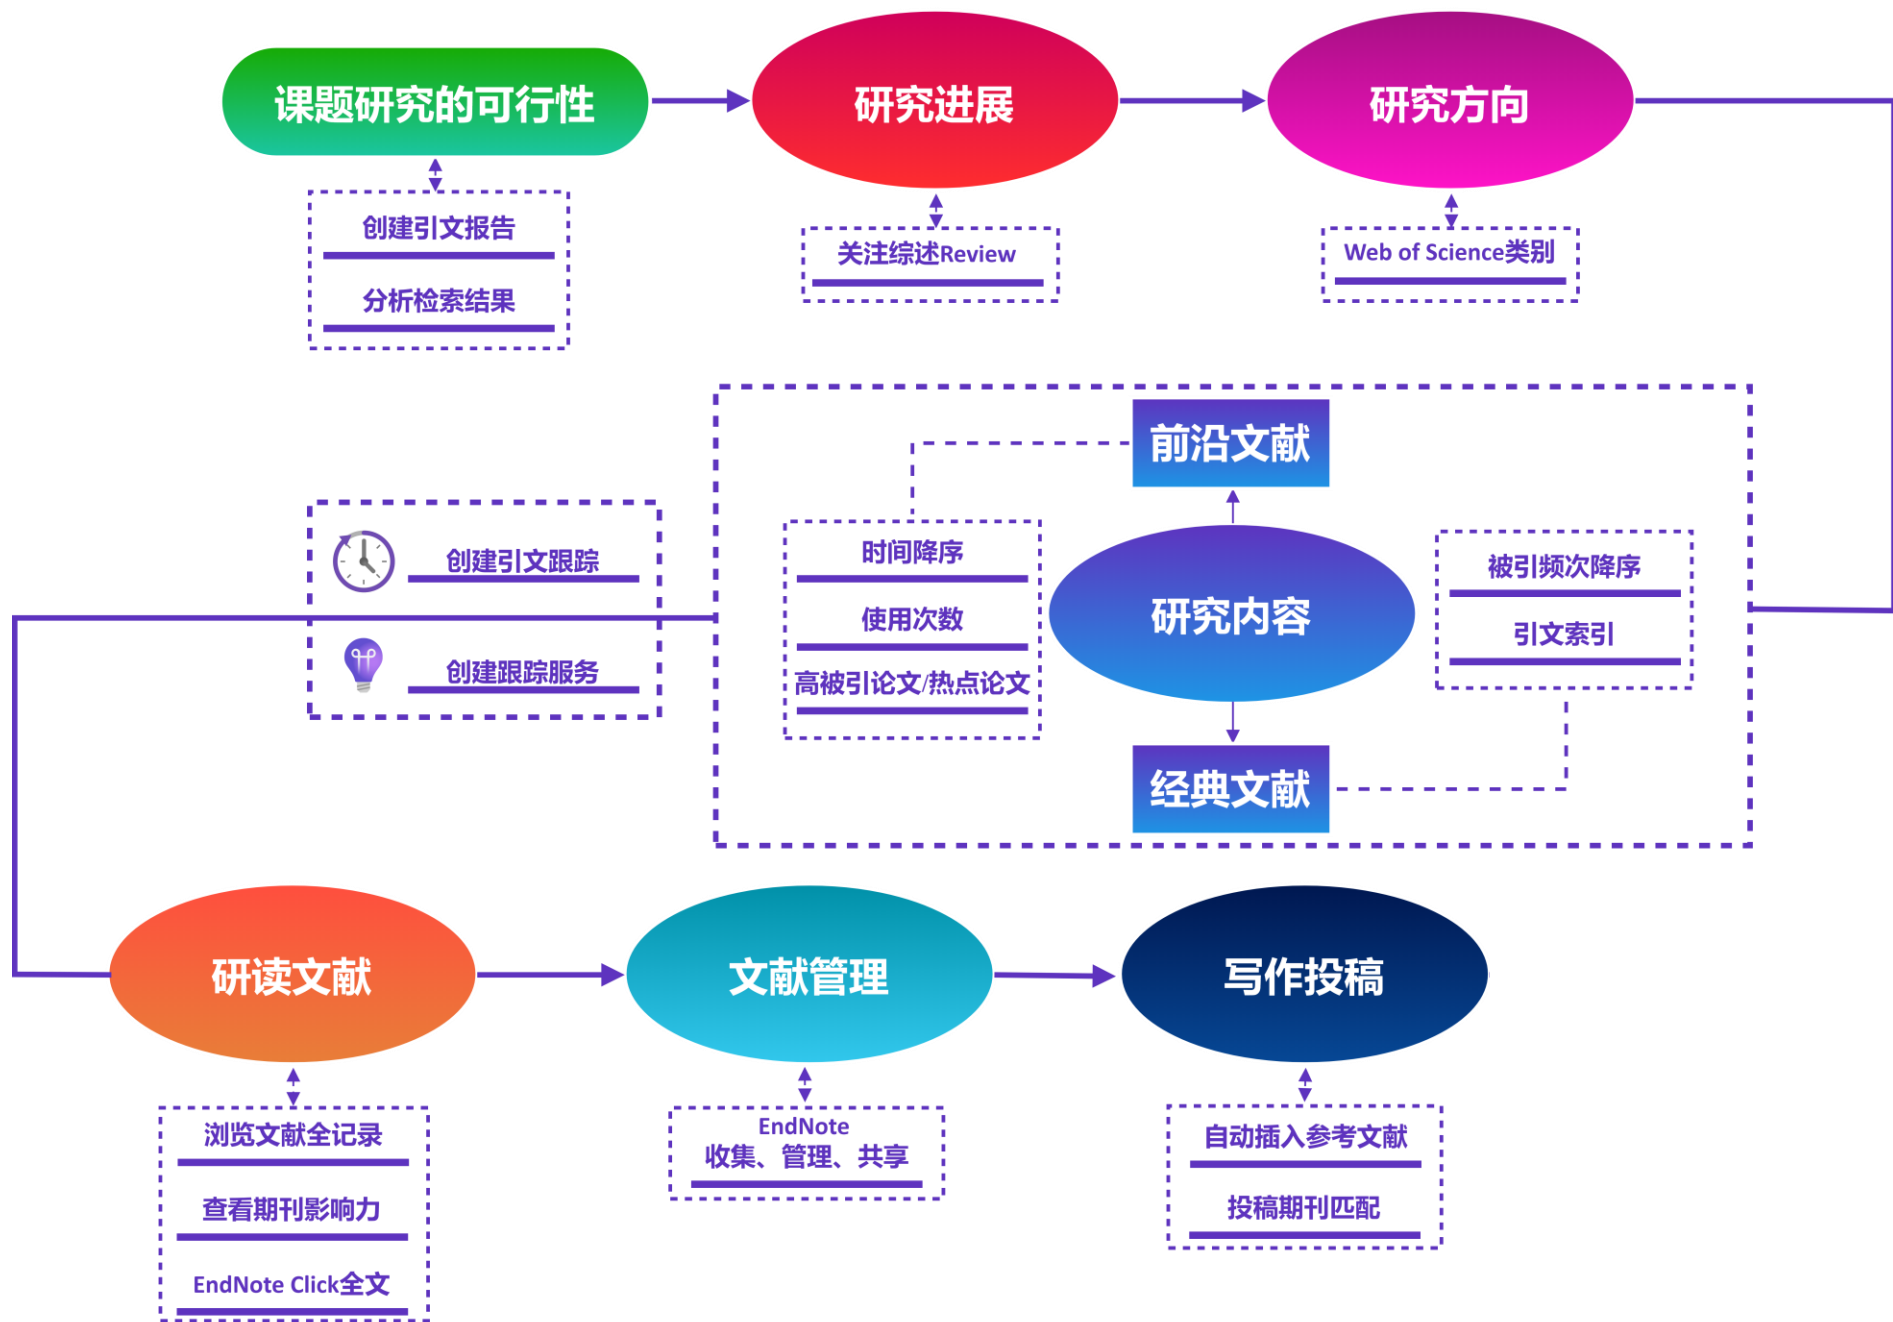 课题研究的可行性
研究进展
研究方向
创建引文报告
分析检索结果
关注综述Review
Web of Science类别
前沿文献
时间降序
使用次数
高被引论文/热点论文
研究内容
被引频次降序
引文索引
经典文献
创建引文跟踪
创建跟踪服务
研读文献
文献管理
写作投稿
浏览文献全记录
查看期刊影响力
EndNote Click全文
EndNote
收集、管理、共享
自动插入参考文献
投稿期刊匹配